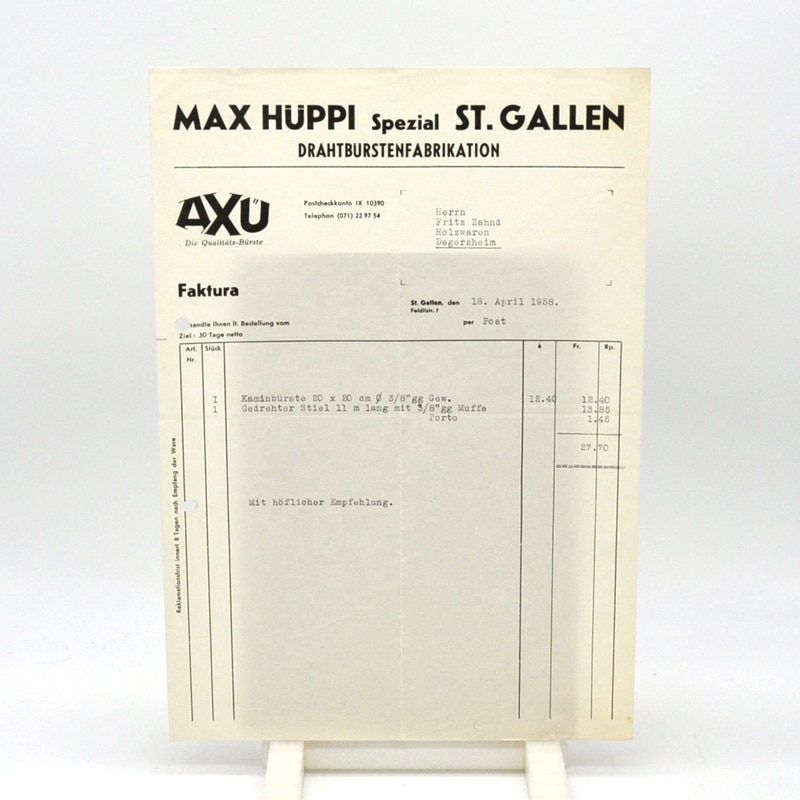 MAX HÜPPI Spezial ST. GALLEN
DRAHTBÜRSTENFABRIKATION
AXÜ
Die Qualitäts-Bürste
Postcheckkonto IX 10390
Telephon (071) 22 97 54
Herrn
Fritz Zahnd
Holzwaren
Degersheim
Faktura
St. Gallen, den 18. April 1958.
Feldlistr. 7
sandte Ihnen lt. Bestellung vom
per Post
Ziel: 30 Tage netto
Art. Nr. Stück à Fr. Rp.
1 Kaminbürste 20 x 20 cm Ø 3/8"gg Gew. 12.40 12.40
1 Gedrehter Stiel 11 m lang mit 3/8"gg Muffe 13.85
Porto 1.45
27.70
Mit höflicher Empfehlung.
Reklamationsfrist innert 8 Tagen nach Empfang der Ware